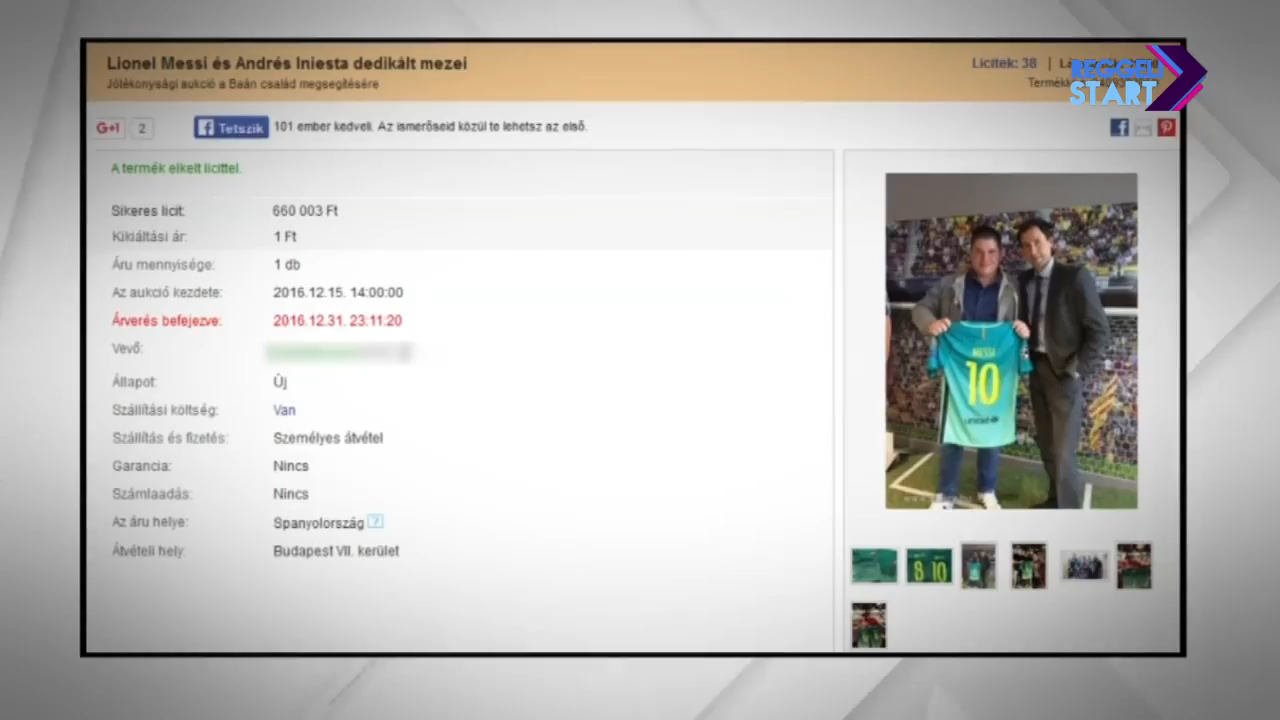 Lionel Messi és Andrés Iniesta dedikált mezei
Licitek: 38 |
Jótékonysági aukció a Baán család megsegítésére
REGGELI
START
G+1 2
Tetszik 101 ember kedveli. Az ismerőseid közül te lehetsz az első.
A termék elkelt licittel.
Sikeres licit: 660 003 Ft
Kikiáltási ár: 1 Ft
Áru mennyisége: 1 db
Az aukció kezdete: 2016.12.15. 14:00:00
Árverés befejezve: 2016.12.31. 23:11:20
Vevő:
Állapot: Új
Szállítási költség: Van
Szállítás és fizetés: Személyes átvétel
Garancia: Nincs
Számlaadás: Nincs
Az áru helye: Spanyolország ?
Átvételi hely: Budapest VII. kerület
MESSI
10
unicef
8 10